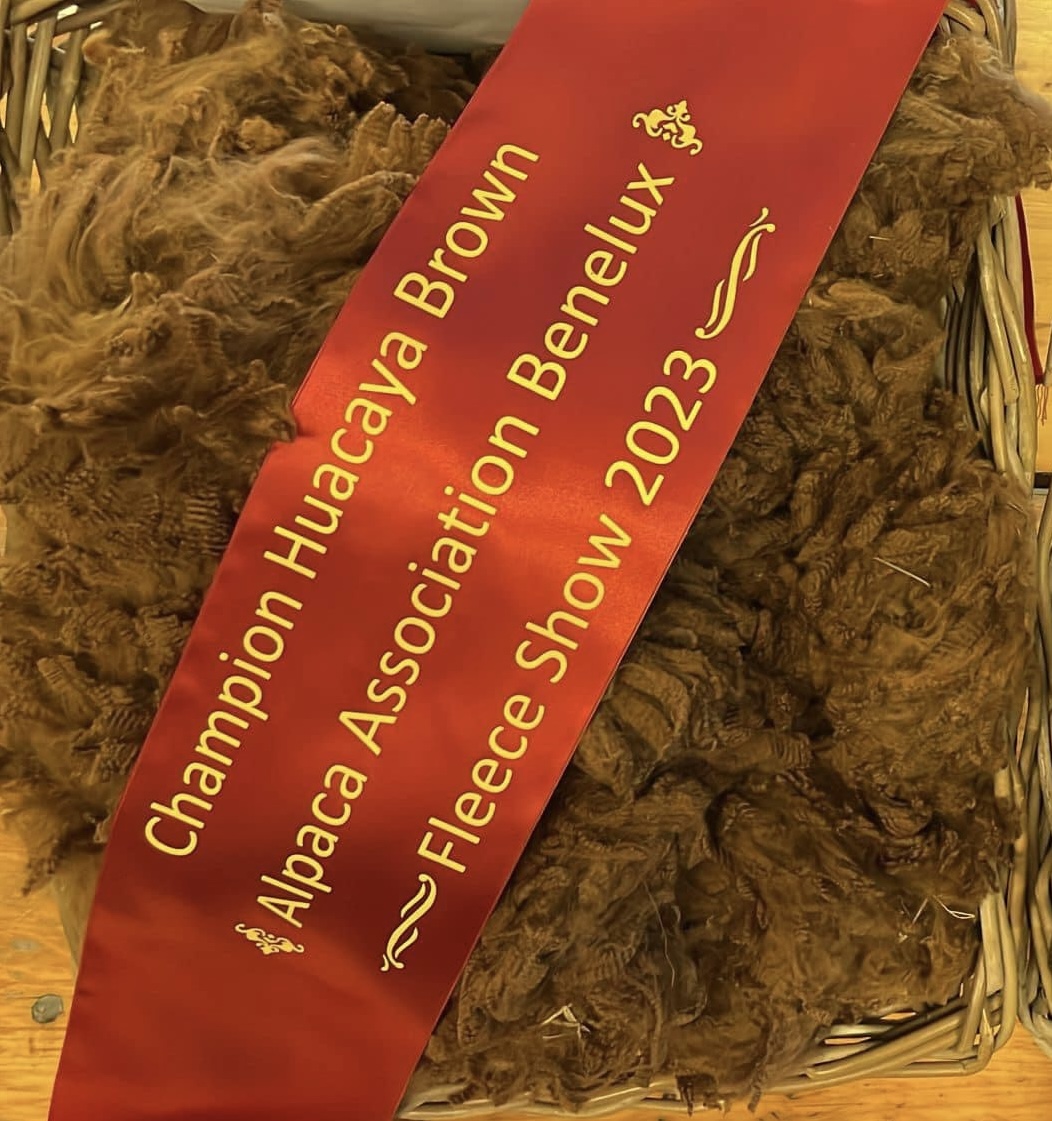 Champion Huacaya Brown
Alpaca Association Benelux
Fleece Show 2023